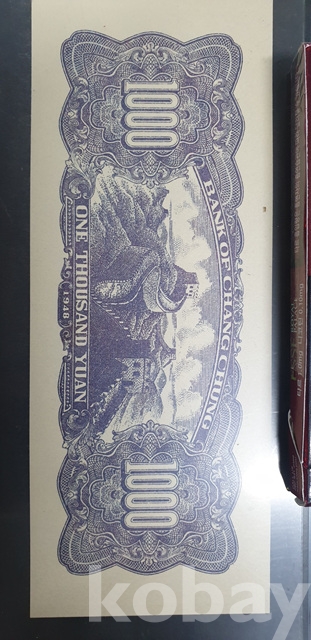 1000
BANK OF CHANG CHUNG
ONE THOUSAND YUAN
1948
1000
kobay